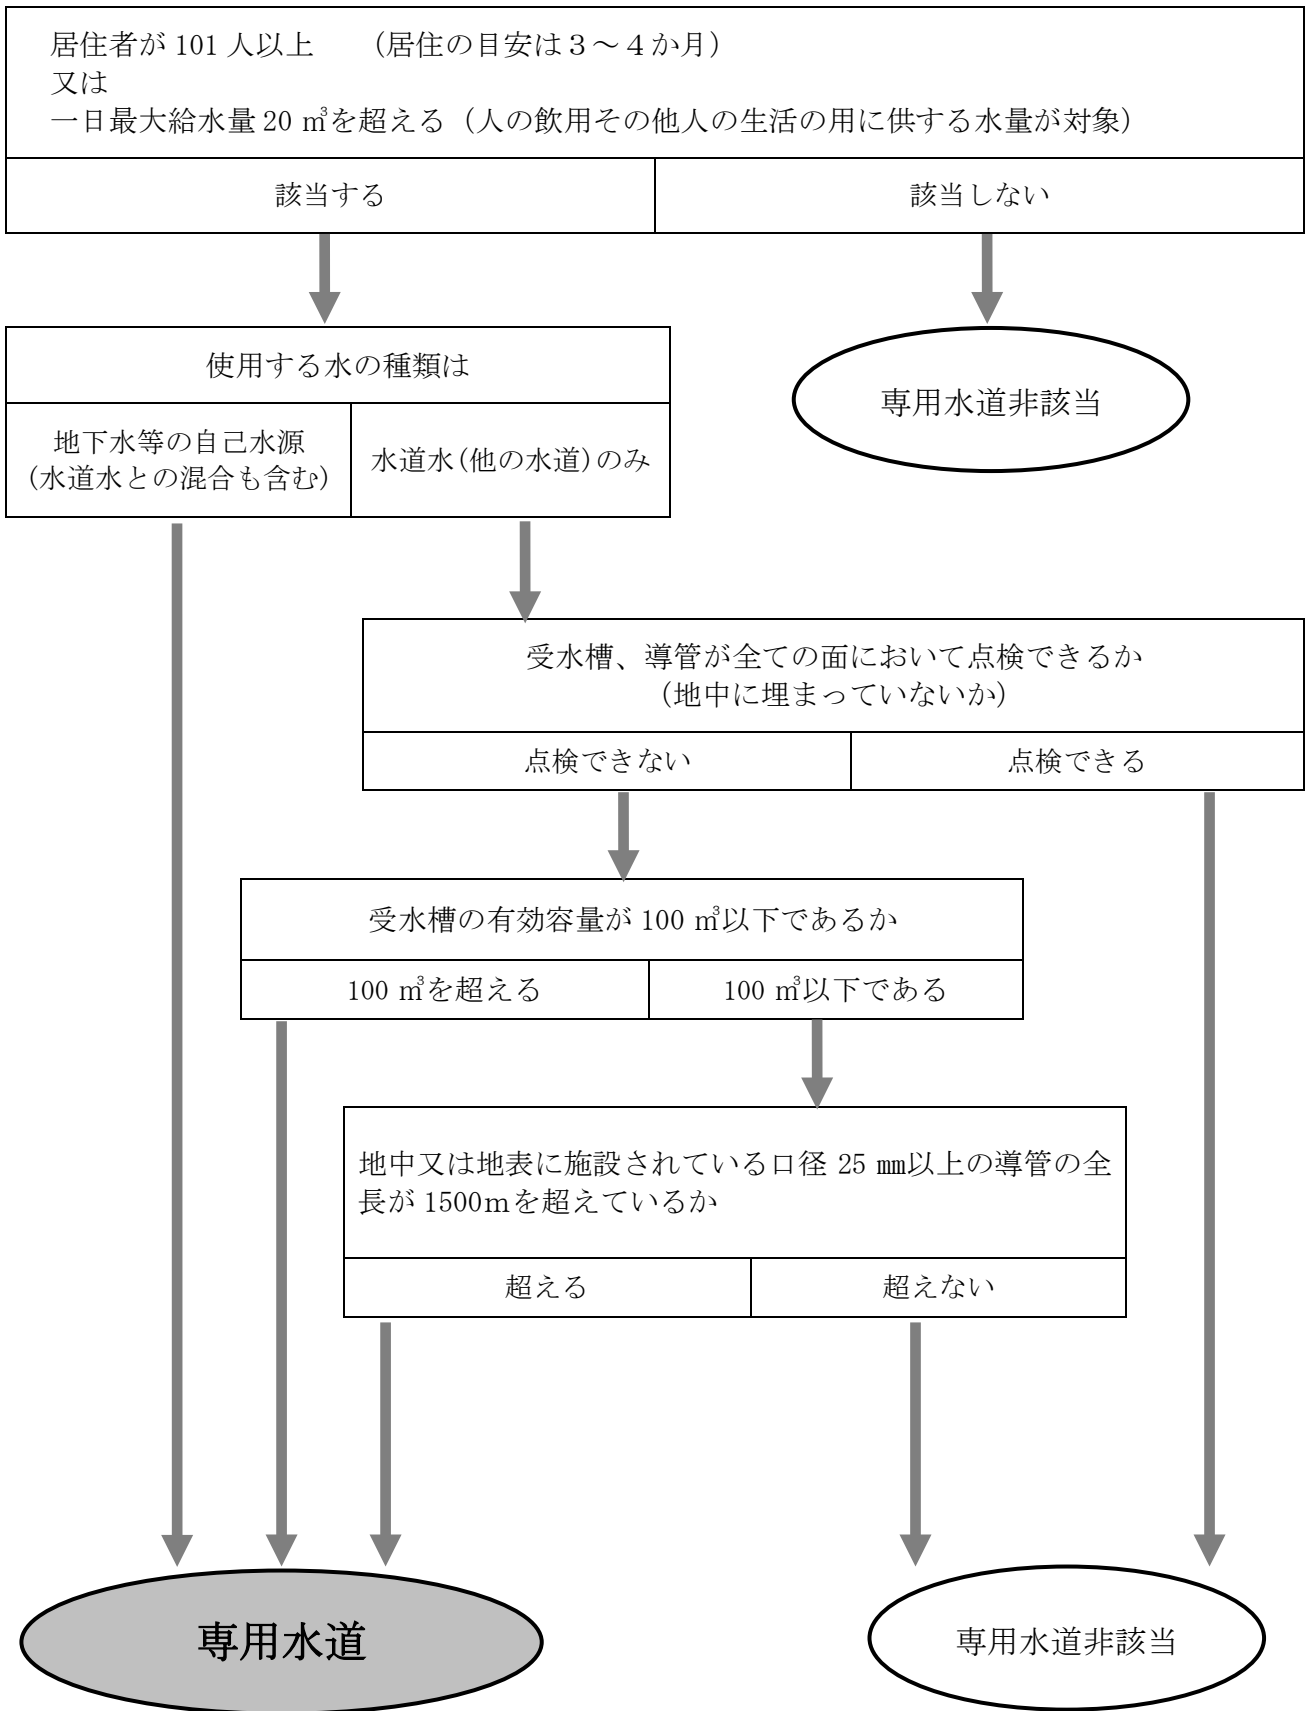 居住者が 101 人以上　（居住の目安は３～４か月）
又は
一日最大給水量 20 ㎥を超える（人の飲用その他人の生活の用に供する水量が対象）
該当する
該当しない
使用する水の種類は
専用水道非該当
地下水等の自己水源
(水道水との混合も含む)
水道水(他の水道)のみ
受水槽、導管が全ての面において点検できるか
（地中に埋まっていないか）
点検できない
点検できる
受水槽の有効容量が 100 ㎥以下であるか
100 ㎥を超える
100 ㎥以下である
地中又は地表に施設されている口径 25 ㎜以上の導管の全
長が 1500ｍを超えているか
超える
超えない
専用水道
専用水道非該当